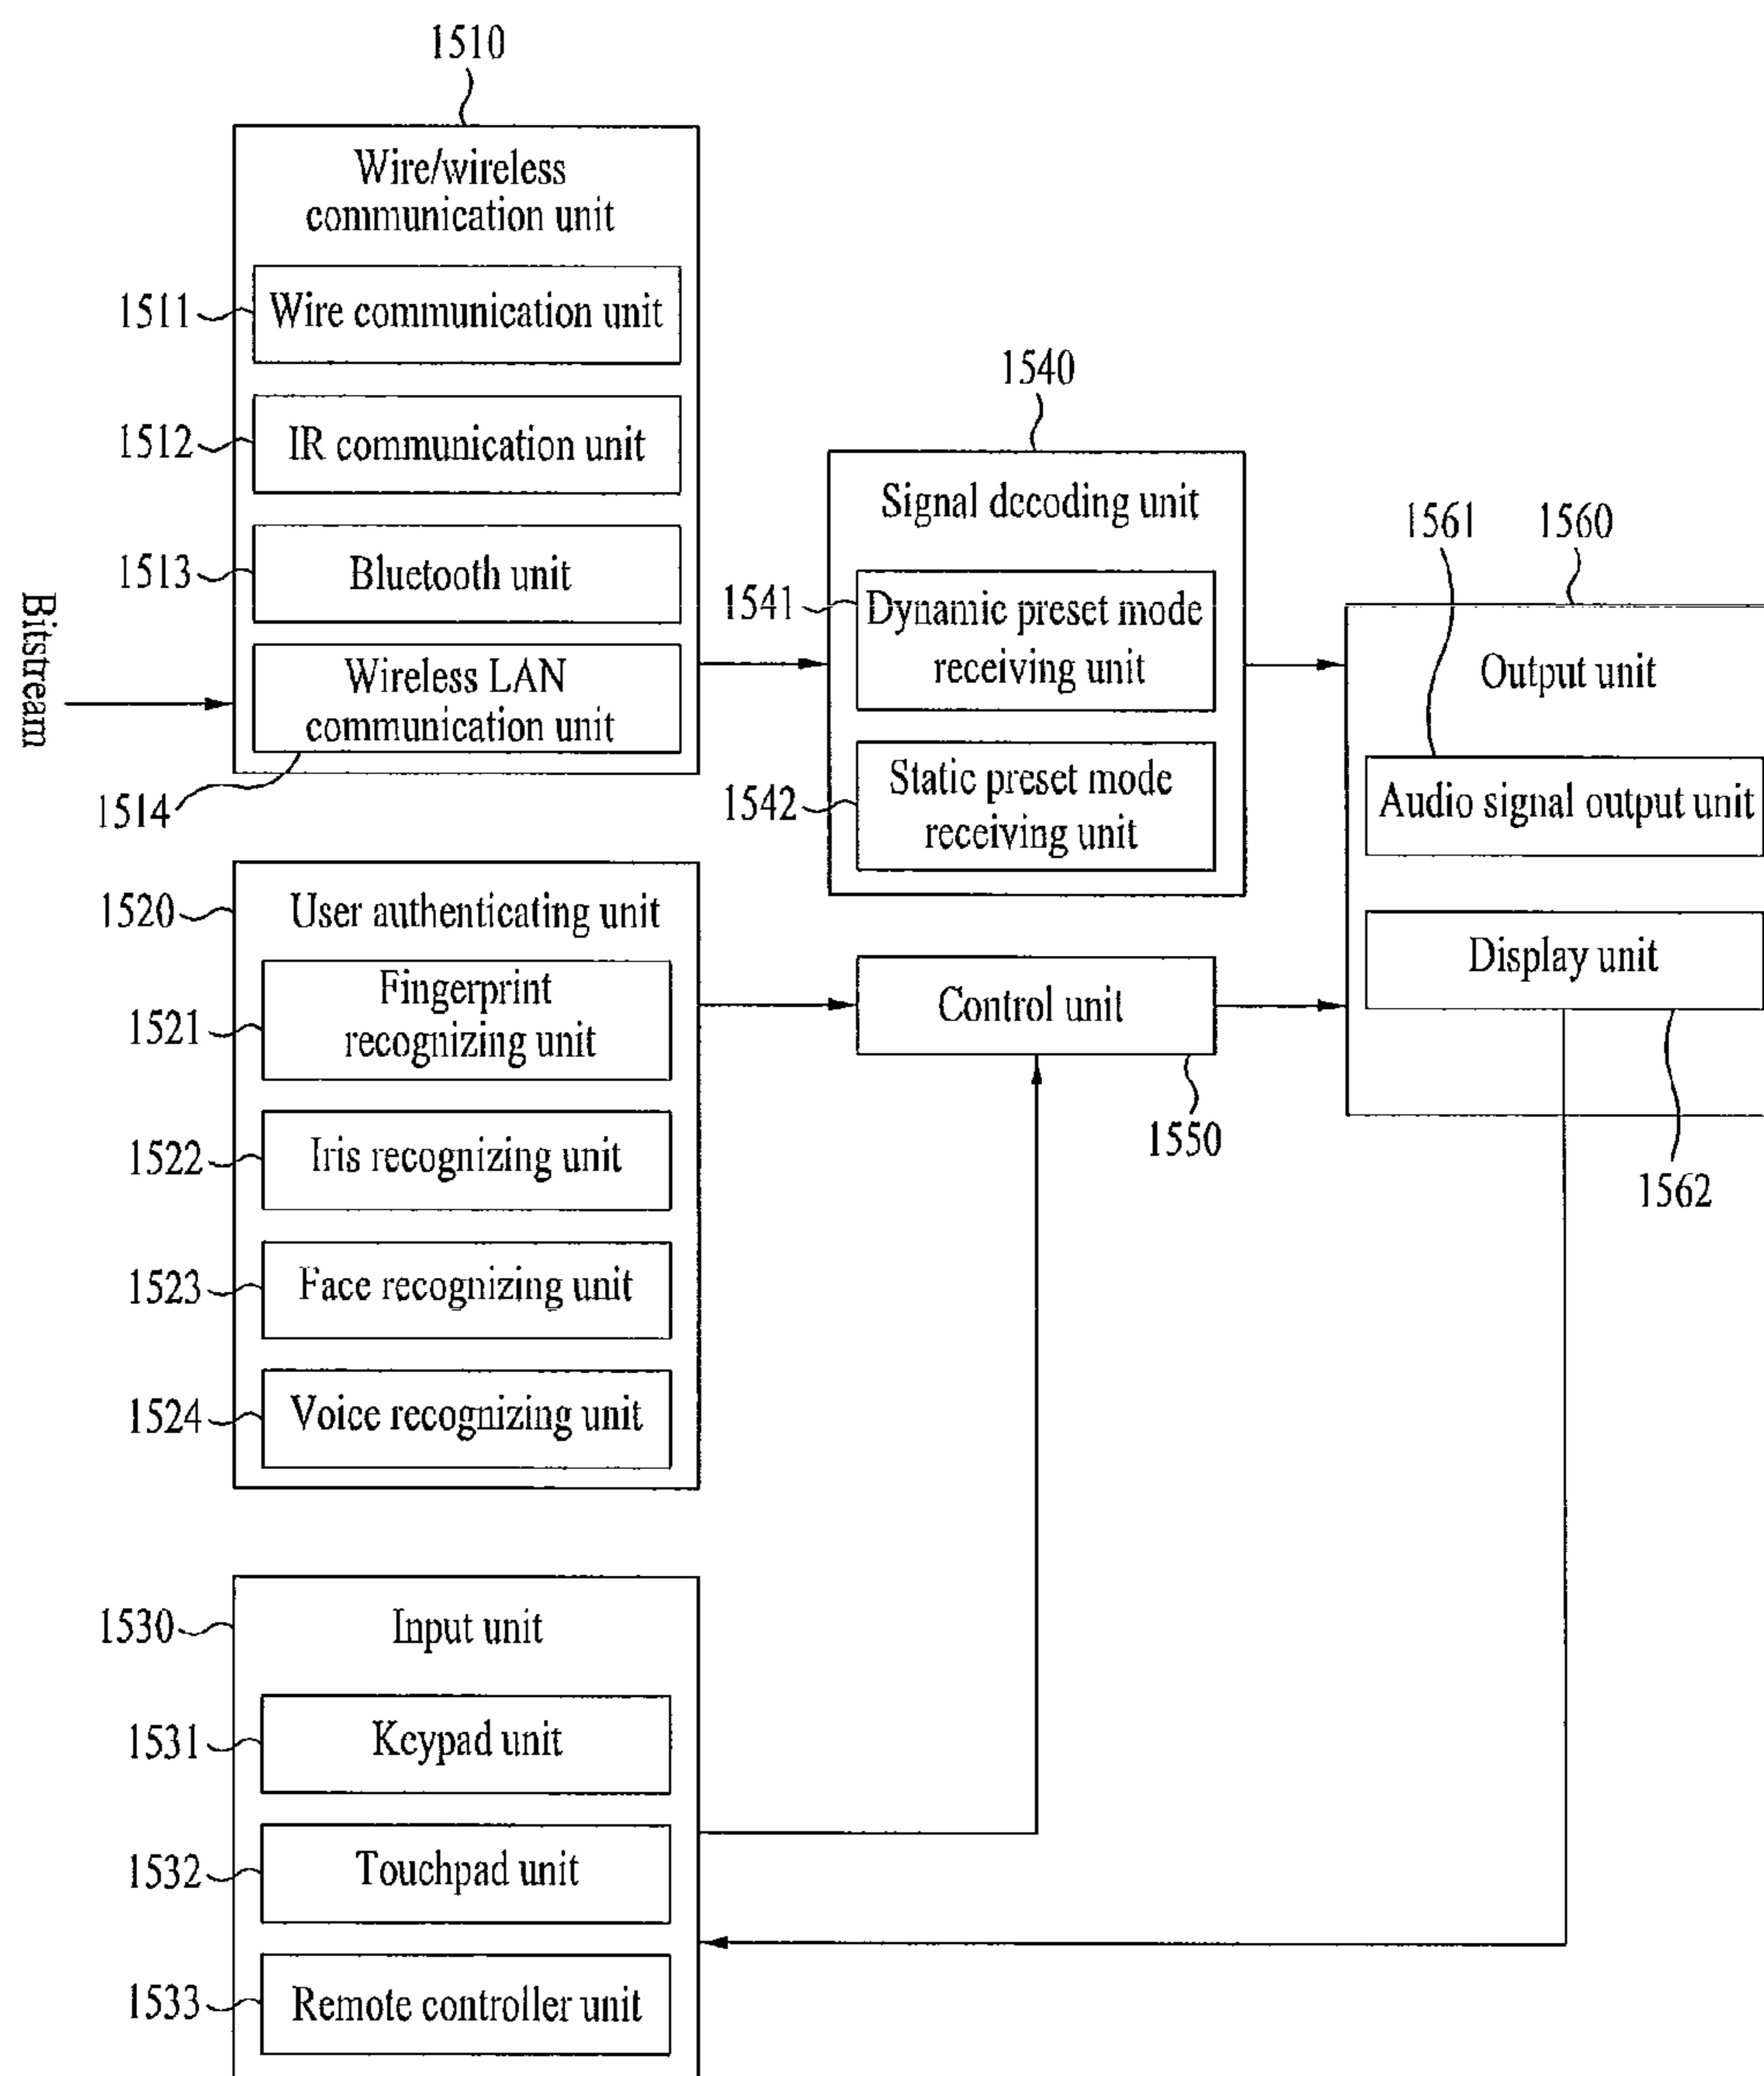 1510
Wire/wireless
communication unit
1511
Wire communication unit
1512
IR communication unit
1513
Bluetooth unit
Bitstream
Wireless LAN
communication unit
1514
1540
Signal decoding unit
1541
Dynamic preset mode
receiving unit
1542
Static preset mode
receiving unit
1561
1560
Output unit
Audio signal output unit
Display unit
1562
1520
User authenticating unit
1521
Fingerprint
recognizing unit
1522
Iris recognizing unit
1523
Face recognizing unit
1524
Voice recognizing unit
Control unit
1550
1530
Input unit
1531
Keypad unit
1532
Touchpad unit
1533
Remote controller unit